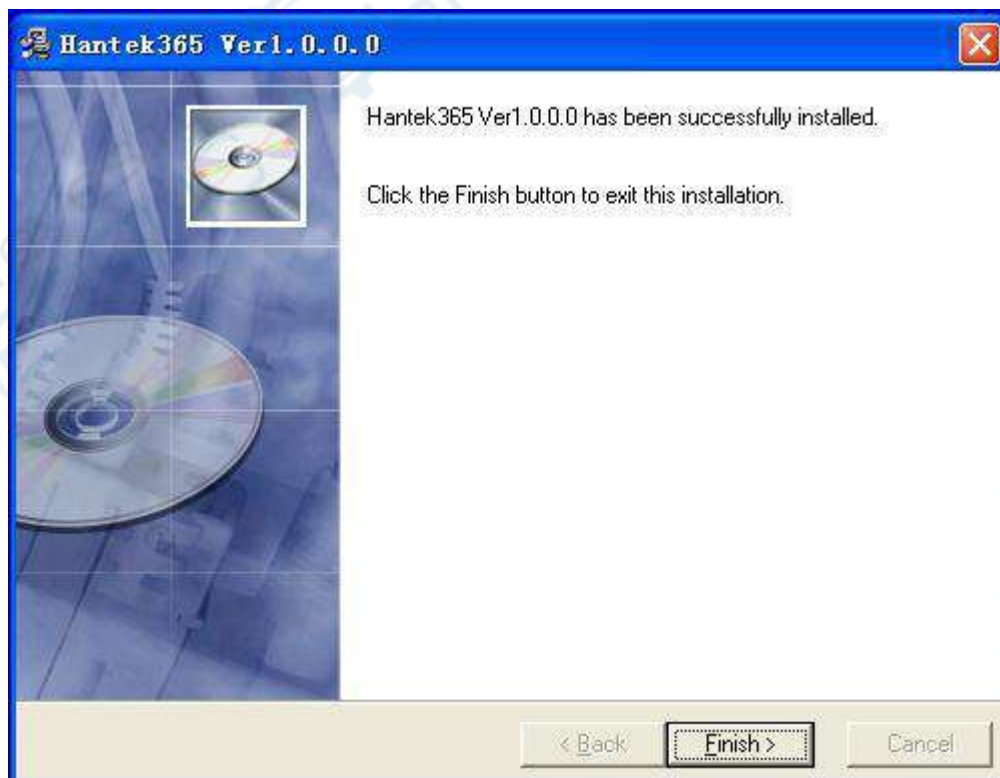 Hantek365 Ver1.0.0.0
Hantek365 Ver1.0.0.0 has been successfully installed.
Click the Finish button to exit this installation.
< Back
Finish >
Cancel